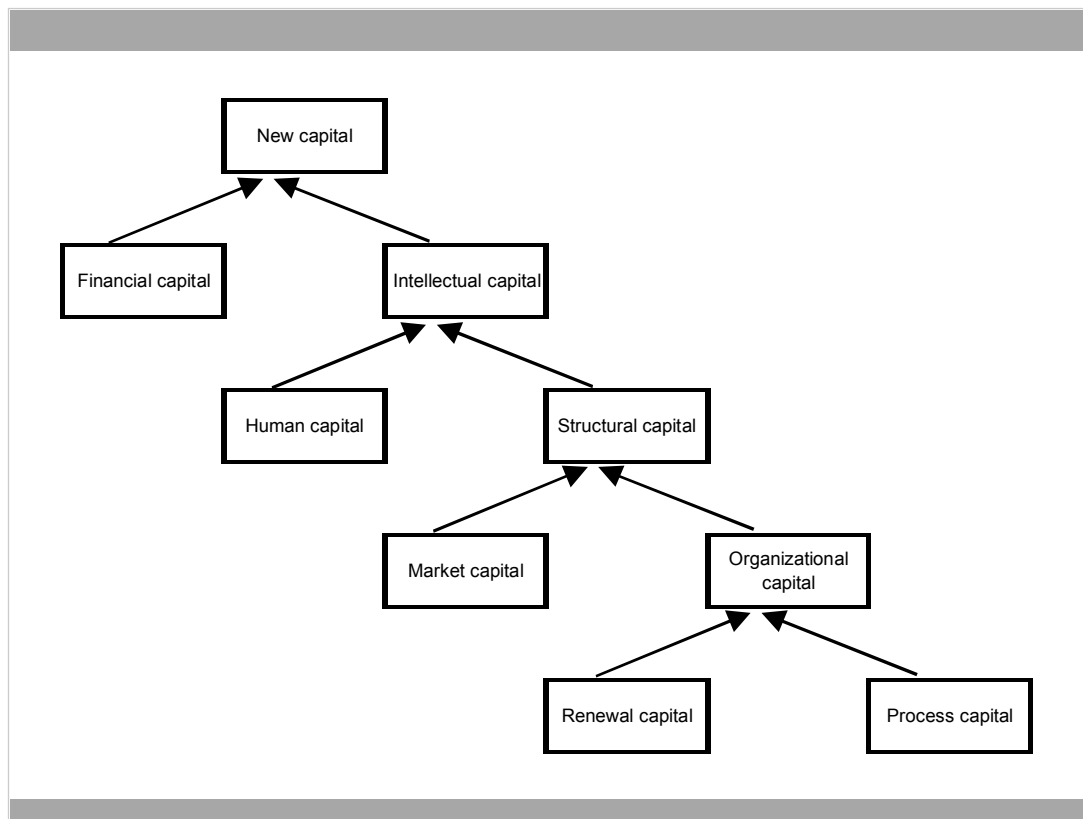 New capital
Financial capital
Intellectual capital
Human capital
Structural capital
Market capital
Organizational
capital
Renewal capital
Process capital